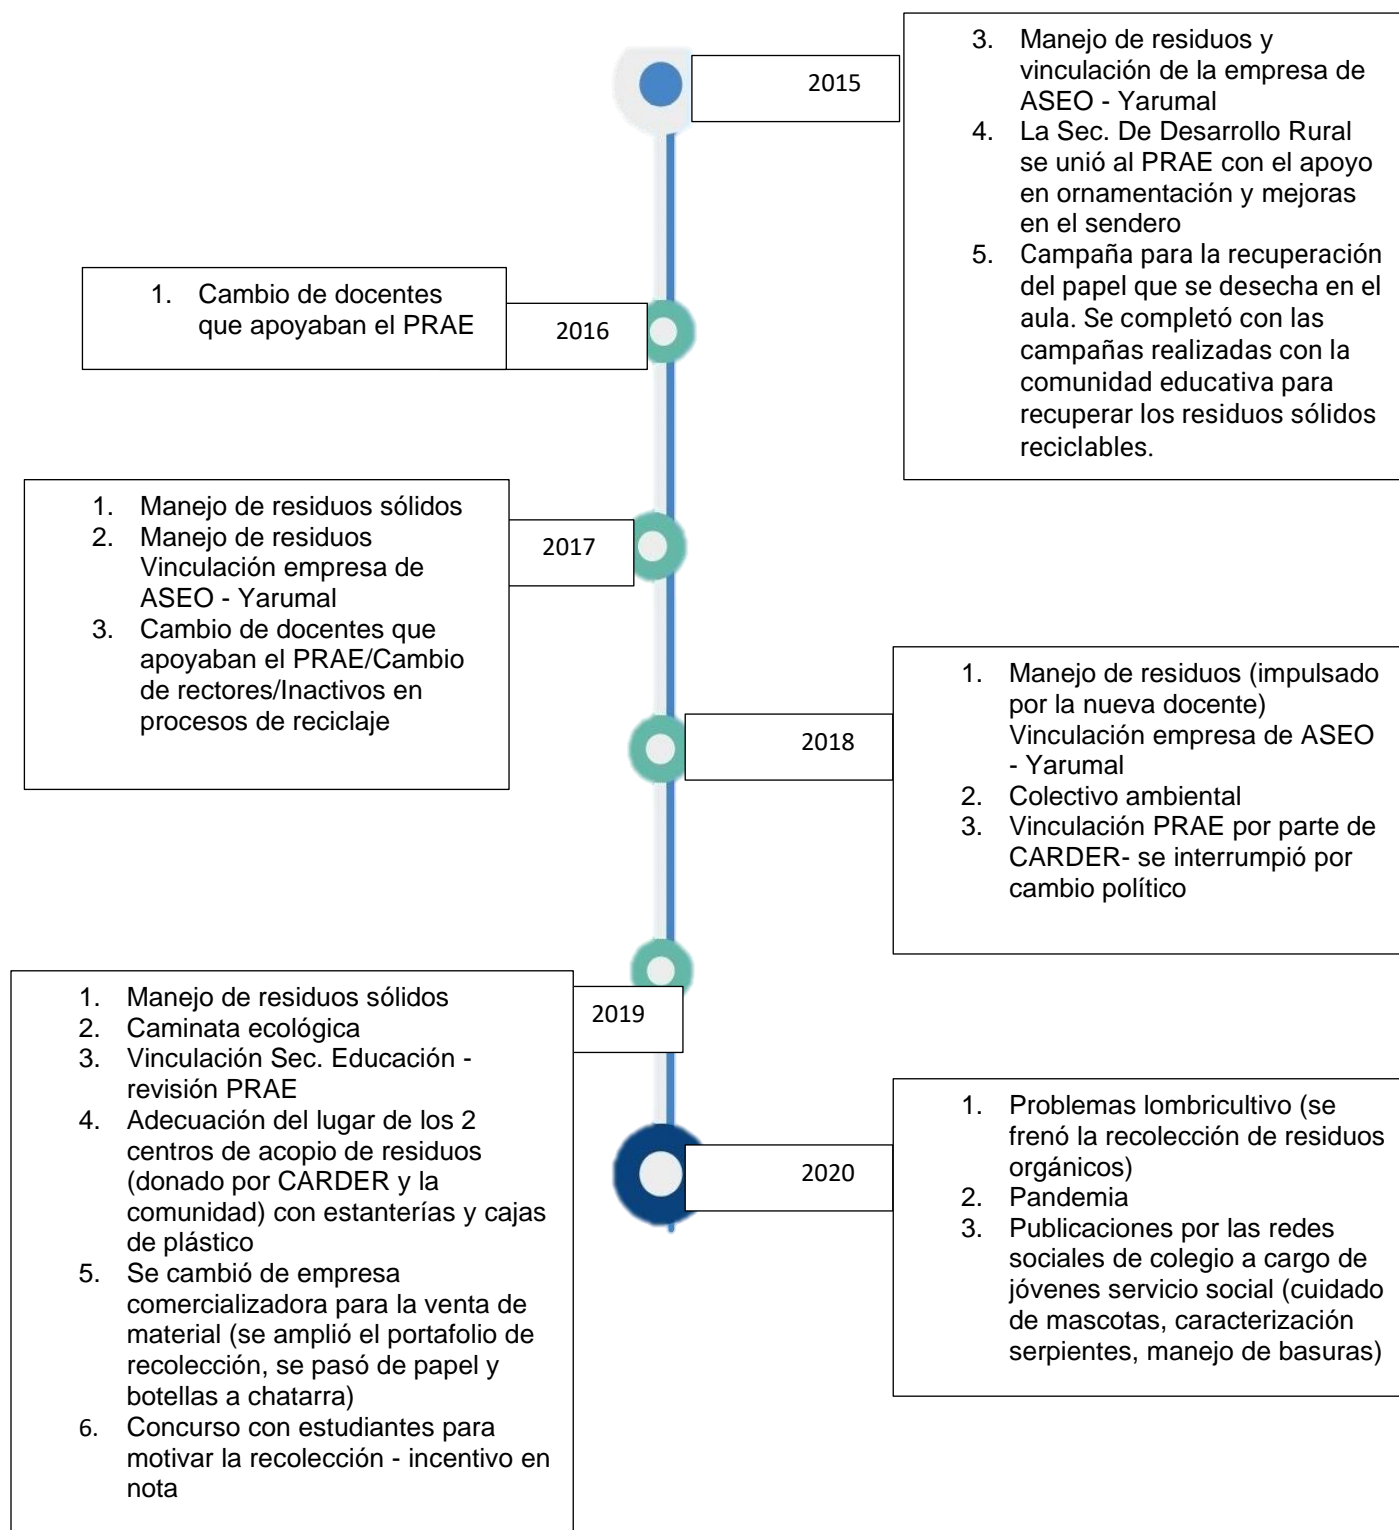 2015
3. Manejo de residuos y
vinculación de la empresa de
ASEO - Yarumal
4. La Sec. De Desarrollo Rural
se unió al PRAE con el apoyo
en ornamentación y mejoras
en el sendero
5. Campaña para la recuperación
del papel que se desecha en el
aula. Se completó con las
campañas realizadas con la
comunidad educativa para
recuperar los residuos sólidos
reciclables.
1. Cambio de docentes
que apoyaban el PRAE
2016
1. Manejo de residuos sólidos
2. Manejo de residuos
Vinculación empresa de
ASEO - Yarumal
3. Cambio de docentes que
apoyaban el PRAE/Cambio
de rectores/Inactivos en
procesos de reciclaje
2017
2018
1. Manejo de residuos (impulsado
por la nueva docente)
Vinculación empresa de ASEO
- Yarumal
2. Colectivo ambiental
3. Vinculación PRAE por parte de
CARDER- se interrumpió por
cambio político
1. Manejo de residuos sólidos
2. Caminata ecológica
3. Vinculación Sec. Educación -
revisión PRAE
4. Adecuación del lugar de los 2
centros de acopio de residuos
(donado por CARDER y la
comunidad) con estanterías y cajas
de plástico
5. Se cambió de empresa
comercializadora para la venta de
material (se amplió el portafolio de
recolección, se pasó de papel y
botellas a chatarra)
6. Concurso con estudiantes para
motivar la recolección - incentivo en
nota
2019
2020
1. Problemas lombricultivo (se
frenó la recolección de residuos
orgánicos)
2. Pandemia
3. Publicaciones por las redes
sociales de colegio a cargo de
jóvenes servicio social (cuidado
de mascotas, caracterización
serpientes, manejo de basuras)